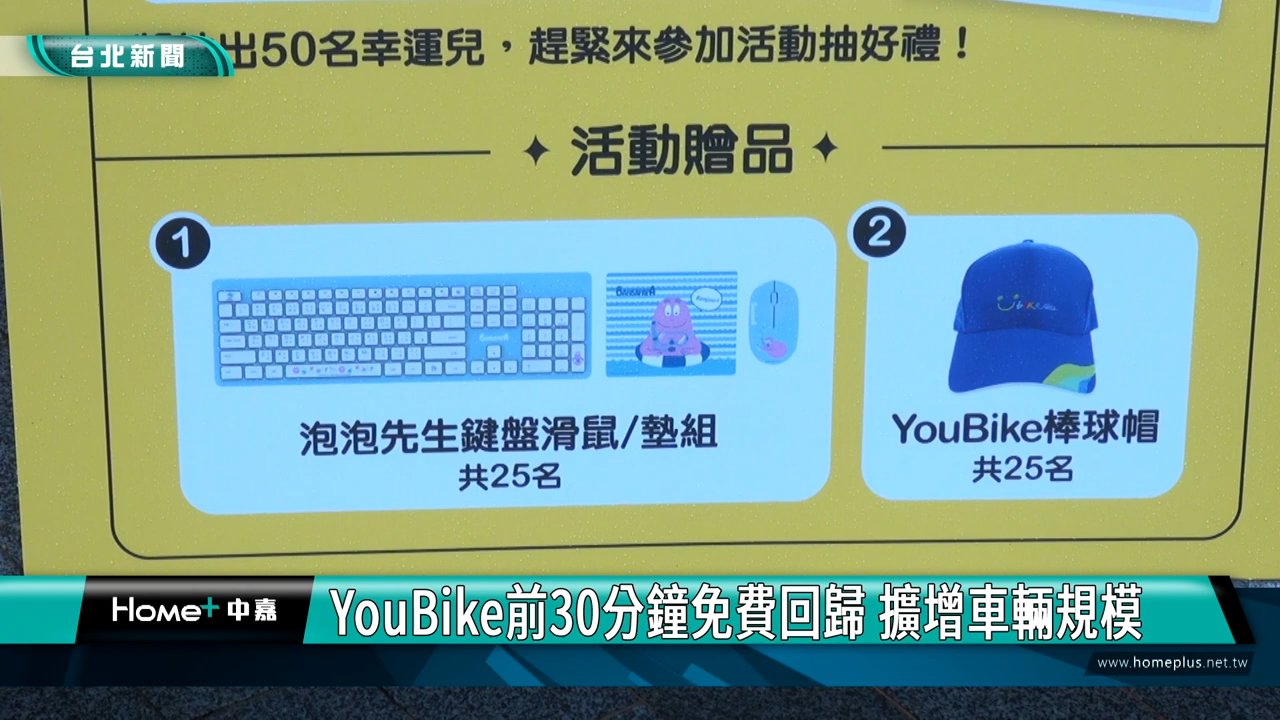 台北新聞
出50名幸運兒，趕緊來參加活動抽好禮！
活動贈品
1
2
BARBAPAPA
泡泡先生鍵盤滑鼠/墊組
共25名
YouBike棒球帽
共25名
Home+中嘉
YouBike前30分鐘免費回歸 擴增車輛規模
www.homeplus.net.tw